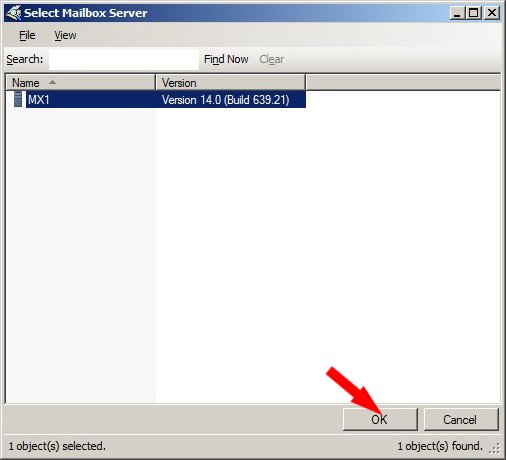 Select Mailbox Server
File View
Search: Find Now Clear
Name Version
MX1 Version 14.0 (Build 639.21)
OK Cancel
1 object(s) selected. 1 object(s) found.